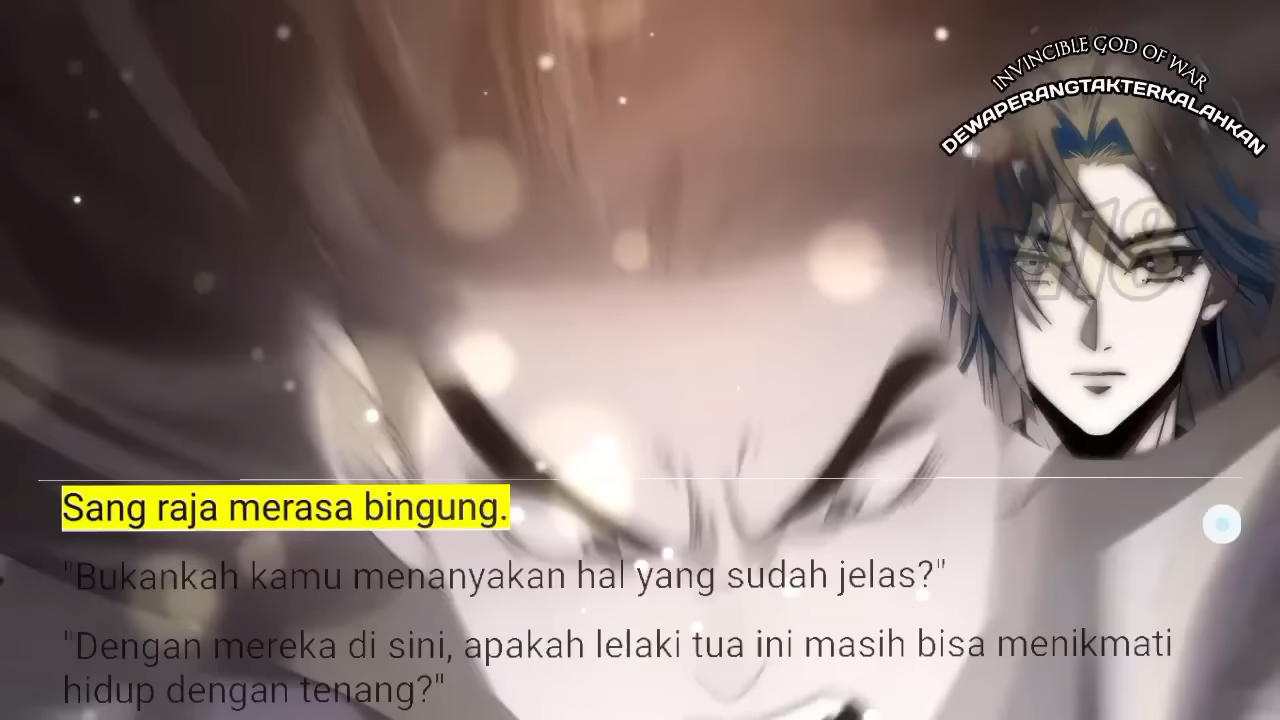 INVINCIBLE GOD OF WAR
DEWAPERANGTAKTERKALAHKAN
Sang raja merasa bingung.
"Bukankah kamu menanyakan hal yang sudah jelas?"
"Dengan mereka di sini, apakah lelaki tua ini masih bisa menikmati
hidup dengan tenang?"